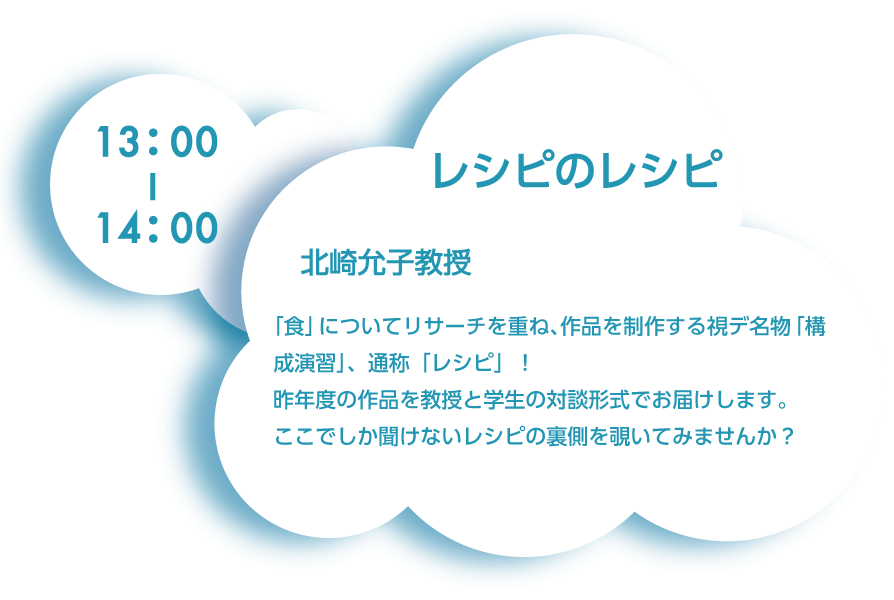 13:00
|
14:00
レシピのレシピ
北崎允子教授
「食」についてリサーチを重ね、作品を制作する視デ名物「構
成演習」、通称「レシピ」！
昨年度の作品を教授と学生の対談形式でお届けします。
ここでしか聞けないレシピの裏側を覗いてみませんか？